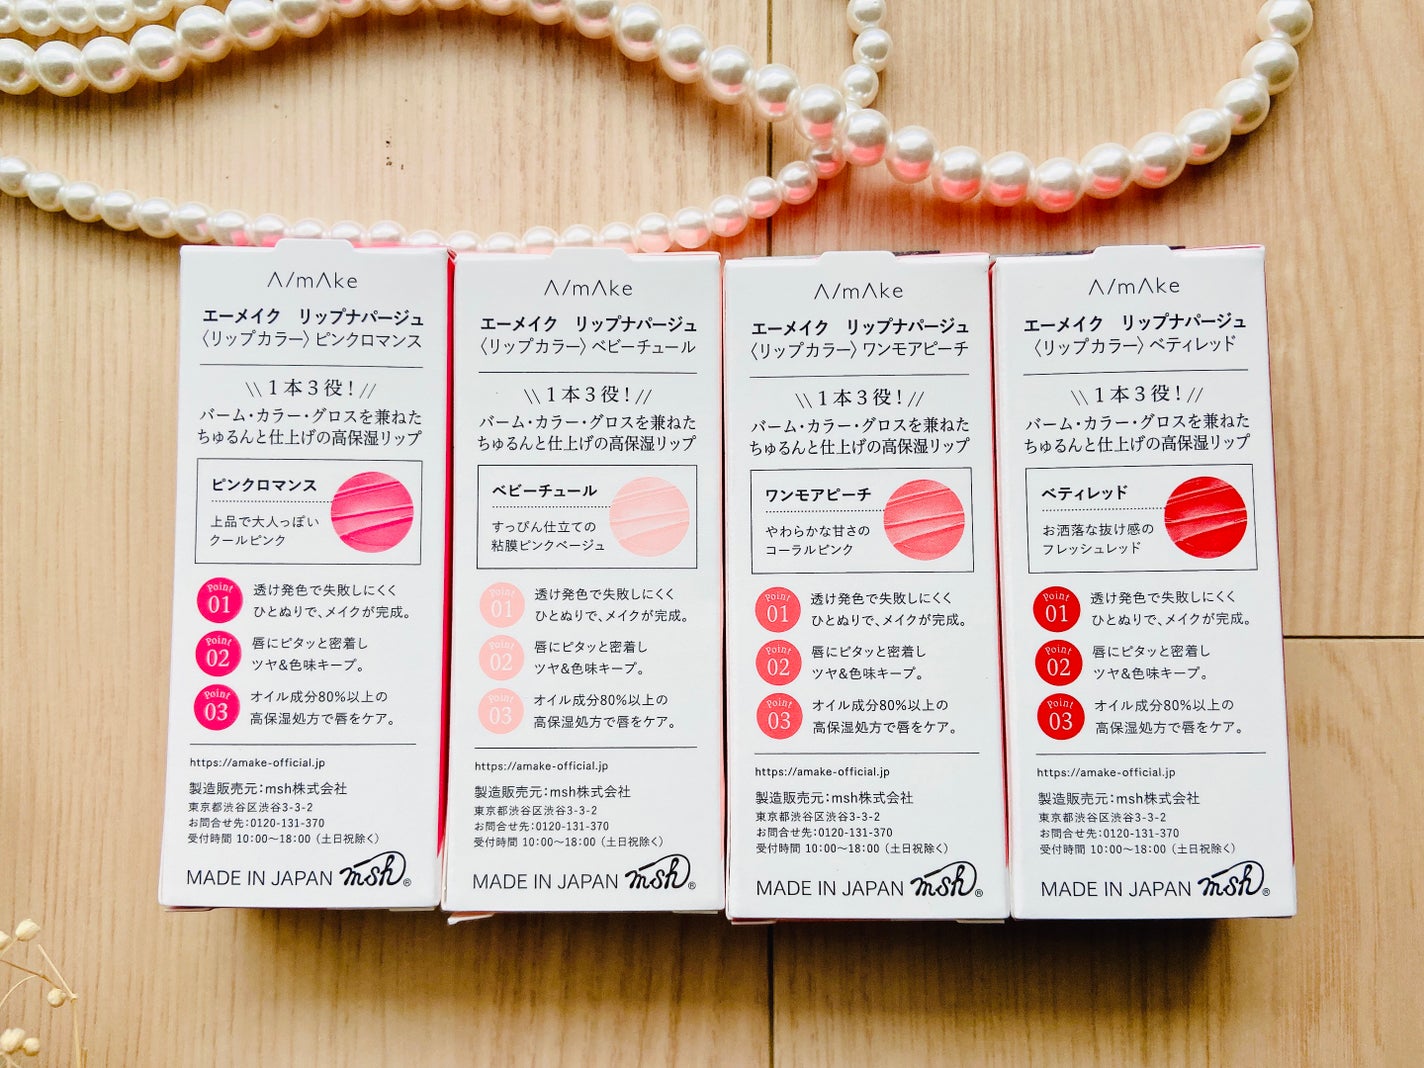 A/mAke
エーメイク リップナパージュ
〈リップカラー〉ピンクロマンス
\\ 1本3役! //
バーム・カラー・グロスを兼ねた
ちゅるんと仕上げの高保湿リップ
ピンクロマンス
上品で大人っぽい
クールピンク
Point 01
透け発色で失敗しにくく
ひとぬりで、メイクが完成。
Point 02
唇にピタッと密着し
ツヤ&色味キープ。
Point 03
オイル成分80%以上の
高保湿処方で唇をケア。
https://amake-official.jp
製造販売元:msh株式会社
東京都渋谷区渋谷3-3-2
お問合せ先:0120-131-370
受付時間 10:00〜18:00（土日祝除く）
MADE IN JAPAN msh®
A/mAke
エーメイク リップナパージュ
〈リップカラー〉ベビーチュール
\\ 1本3役! //
バーム・カラー・グロスを兼ねた
ちゅるんと仕上げの高保湿リップ
ベビーチュール
すっぴん仕立ての
粘膜ピンクベージュ
Point 01
透け発色で失敗しにくく
ひとぬりで、メイクが完成。
Point 02
唇にピタッと密着し
ツヤ&色味キープ。
Point 03
オイル成分80%以上の
高保湿処方で唇をケア。
https://amake-official.jp
製造販売元:msh株式会社
東京都渋谷区渋谷3-3-2
お問合せ先:0120-131-370
受付時間 10:00〜18:00（土日祝除く）
MADE IN JAPAN msh®
A/mAke
エーメイク リップナパージュ
〈リップカラー〉ワンモアピーチ
\\ 1本3役! //
バーム・カラー・グロスを兼ねた
ちゅるんと仕上げの高保湿リップ
ワンモアピーチ
やわらかな甘さの
コーラルピンク
Point 01
透け発色で失敗しにくく
ひとぬりで、メイクが完成。
Point 02
唇にピタッと密着し
ツヤ&色味キープ。
Point 03
オイル成分80%以上の
高保湿処方で唇をケア。
https://amake-official.jp
製造販売元:msh株式会社
東京都渋谷区渋谷3-3-2
お問合せ先:0120-131-370
受付時間 10:00〜18:00（土日祝除く）
MADE IN JAPAN msh®
A/mAke
エーメイク リップナパージュ
〈リップカラー〉ベティレッド
\\ 1本3役! //
バーム・カラー・グロスを兼ねた
ちゅるんと仕上げの高保湿リップ
ベティレッド
お洒落な抜け感の
フレッシュレッド
Point 01
透け発色で失敗しにくく
ひとぬりで、メイクが完成。
Point 02
唇にピタッと密着し
ツヤ&色味キープ。
Point 03
オイル成分80%以上の
高保湿処方で唇をケア。
https://amake-official.jp
製造販売元:msh株式会社
東京都渋谷区渋谷3-3-2
お問合せ先:0120-131-370
受付時間 10:00〜18:00（土日祝除く）
MADE IN JAPAN msh®